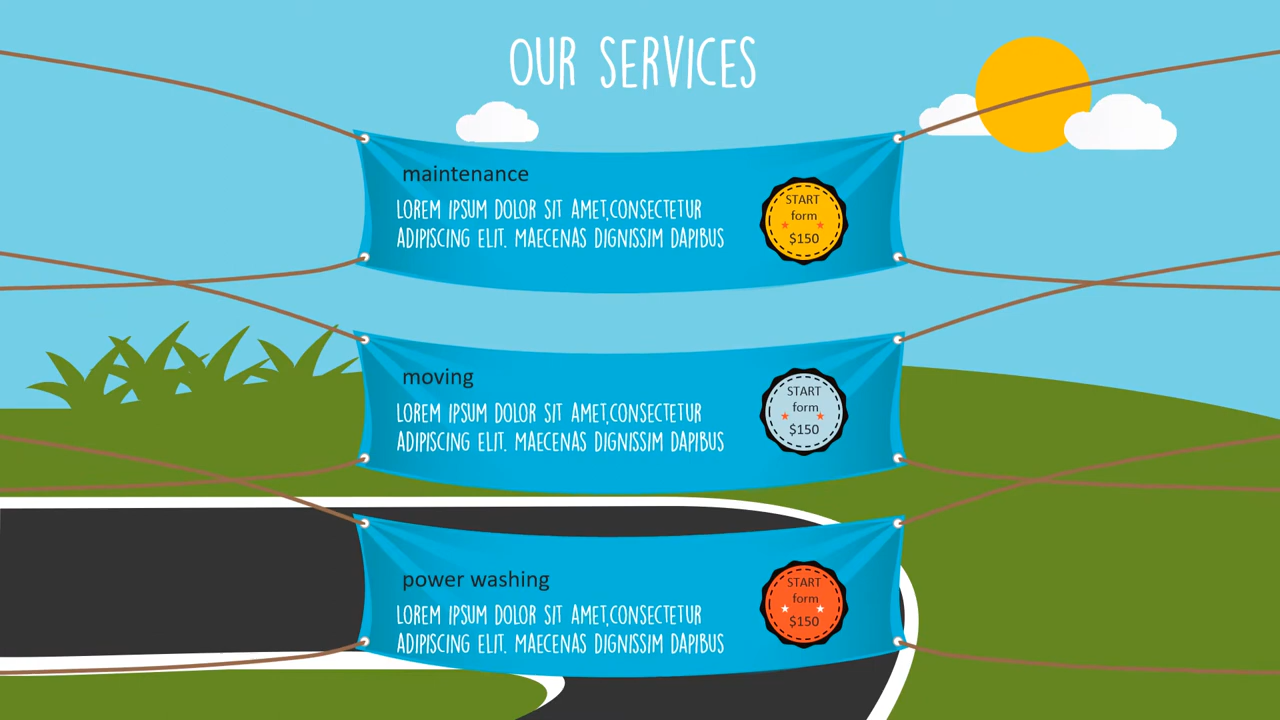 OUR SERVICES
maintenance
LOREM IPSUM DOLOR SIT AMET,CONSECTETUR
ADIPISCING ELIT. MAECENAS DIGNISSIM DAPIBUS
START
form
$150
moving
LOREM IPSUM DOLOR SIT AMET,CONSECTETUR
ADIPISCING ELIT. MAECENAS DIGNISSIM DAPIBUS
START
form
$150
power washing
LOREM IPSUM DOLOR SIT AMET,CONSECTETUR
ADIPISCING ELIT. MAECENAS DIGNISSIM DAPIBUS
START
form
$150